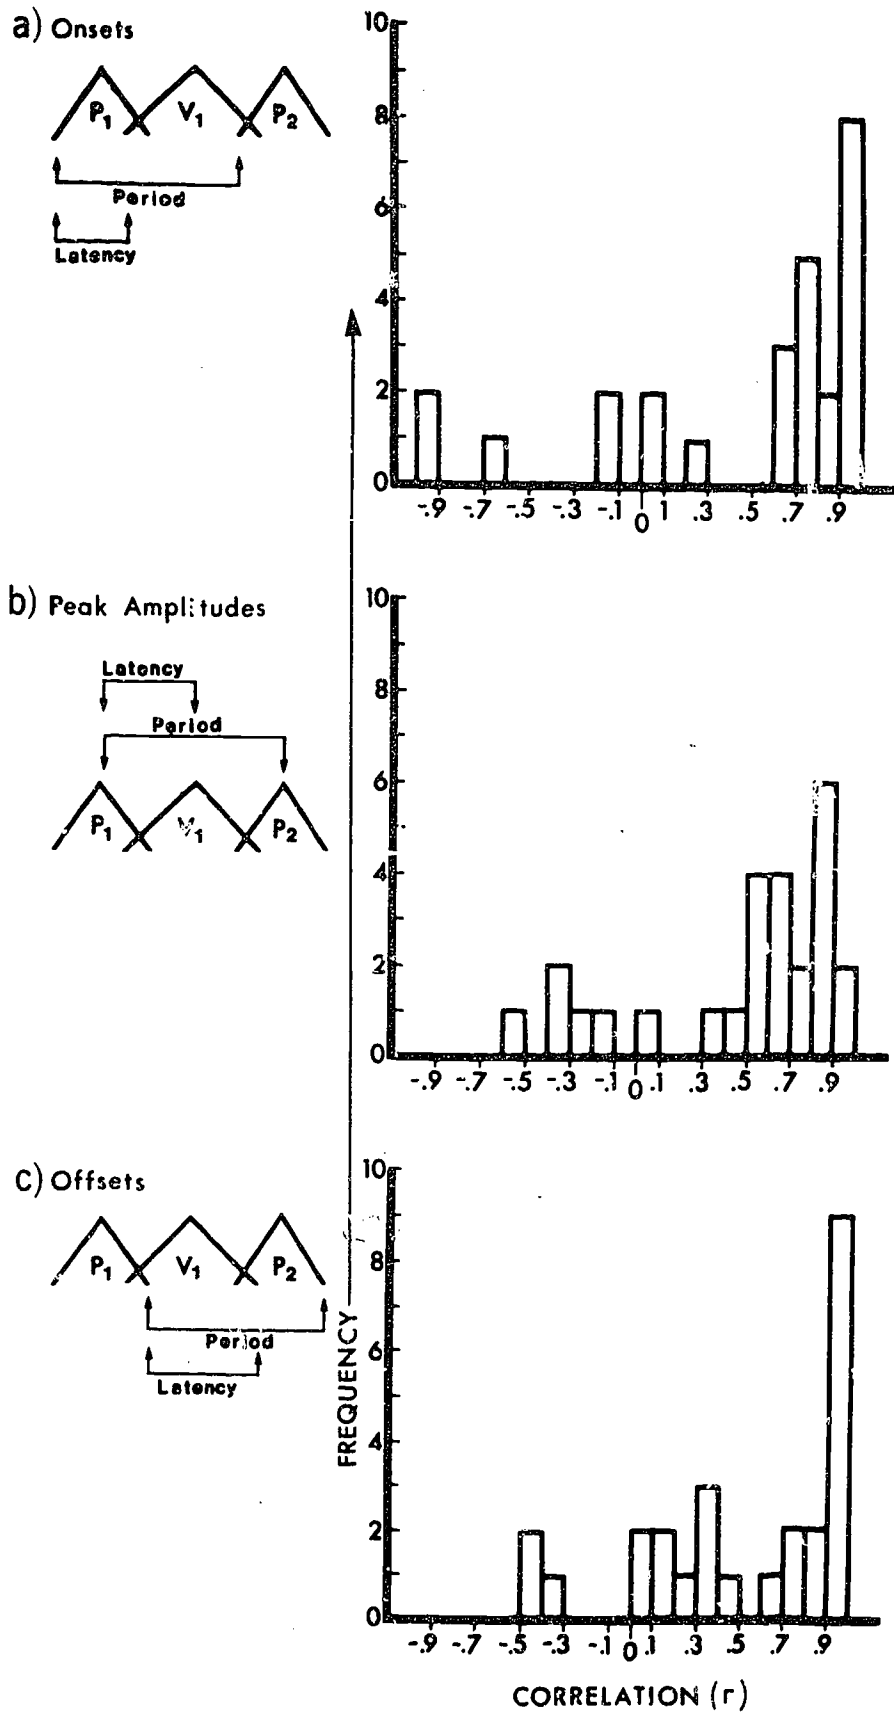 a) Onsets
P1 V1 P2
Period
Latency
10
8
6
4
2
0
-.9 -.7 -.5 -.3 -.1 0 .1 .3 .5 .7 .9
b) Peak Amplitudes
Latency
Period
P1 V1 P2
10
8
6
4
2
0
-.9 -.7 -.5 -.3 -.1 0 .1 .3 .5 .7 .9
c) Offsets
P1 V1 P2
Period
Latency
FREQUENCY
10
8
6
4
2
0
-.9 -.7 -.5 -.3 -.1 0 .1 .3 .5 .7 .9
CORRELATION (r)